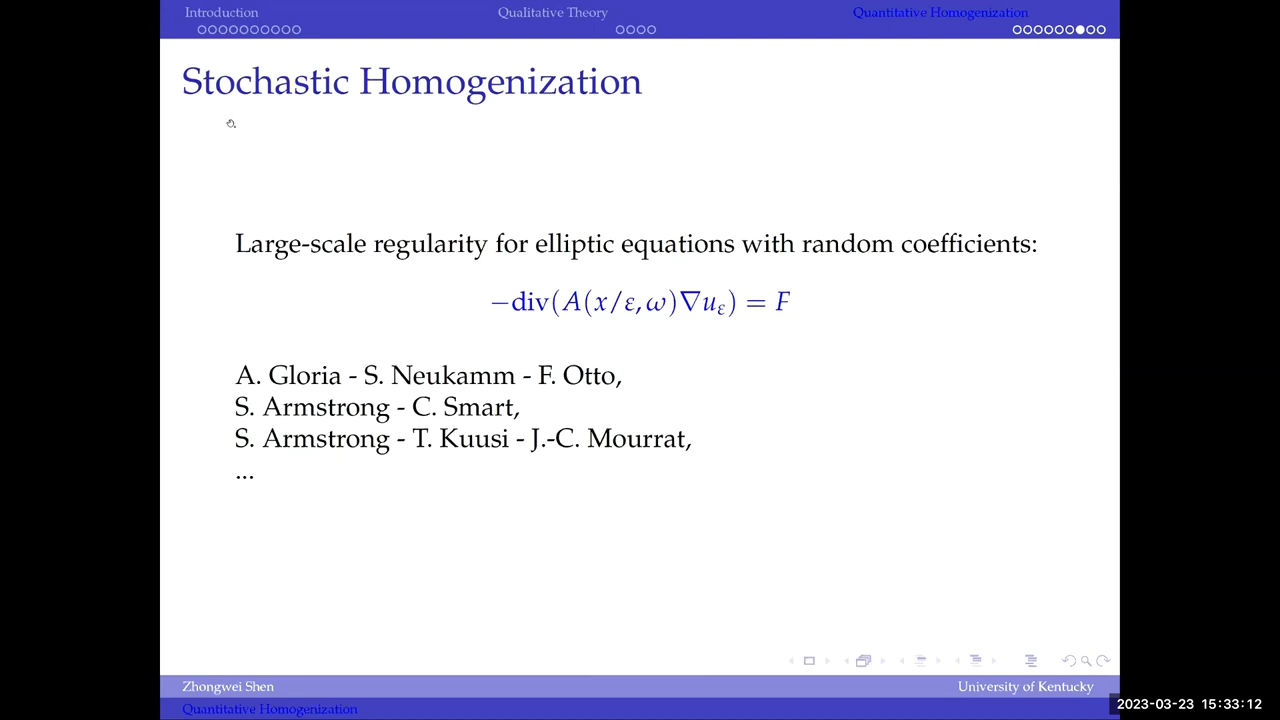 Introduction Qualitative Theory Quantitative Homogenization
Stochastic Homogenization
Large-scale regularity for elliptic equations with random coefficients:
−div(A(x/ε, ω)∇u_ε) = F
A. Gloria - S. Neukamm - F. Otto,
S. Armstrong - C. Smart,
S. Armstrong - T. Kuusi - J.-C. Mourrat,
...
Zhongwei Shen University of Kentucky
Quantitative Homogenization
2023-03-23 15:33:12